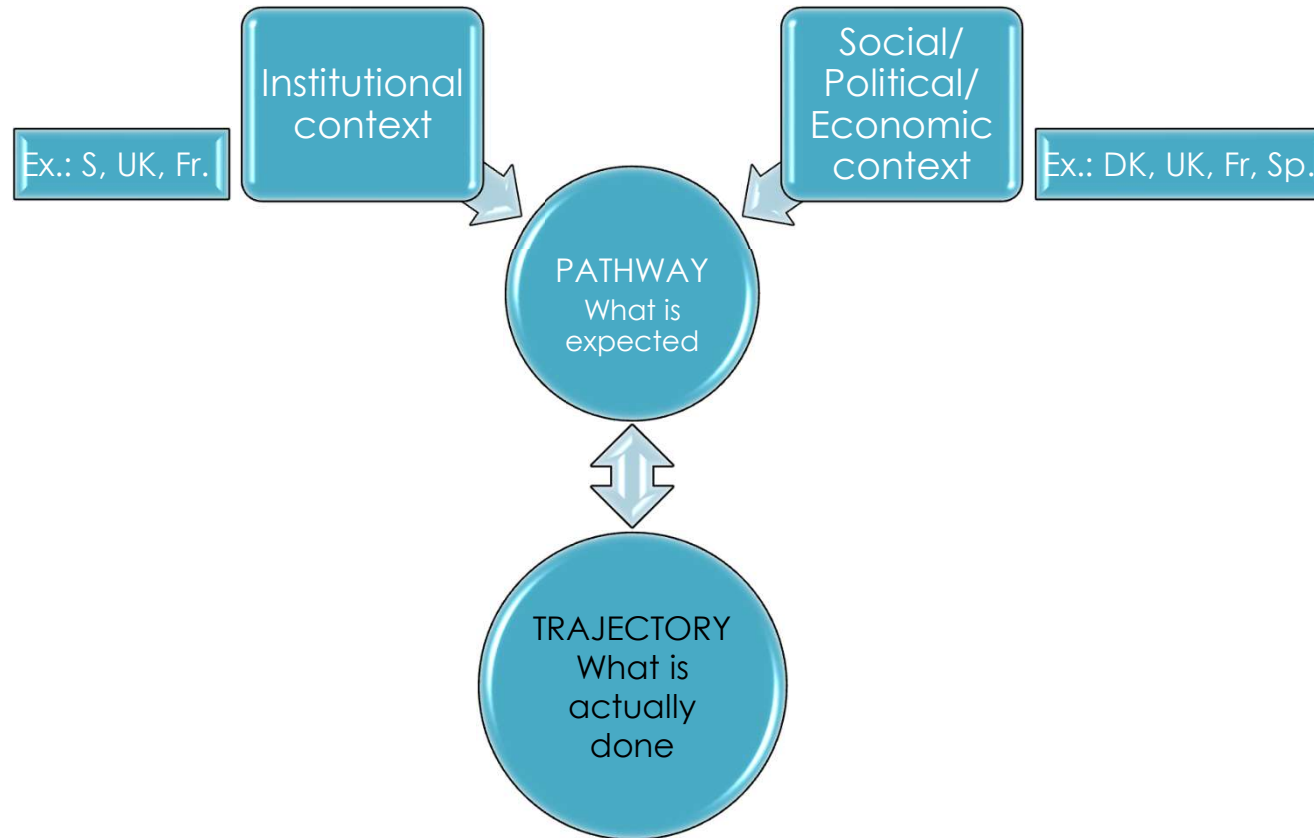 Institutional
context
Social/
Political/
Economic
context
Ex.: S, UK, Fr.
Ex.: DK, UK, Fr, Sp.
PATHWAY
What is
expected
TRAJECTORY
What is
actually
done